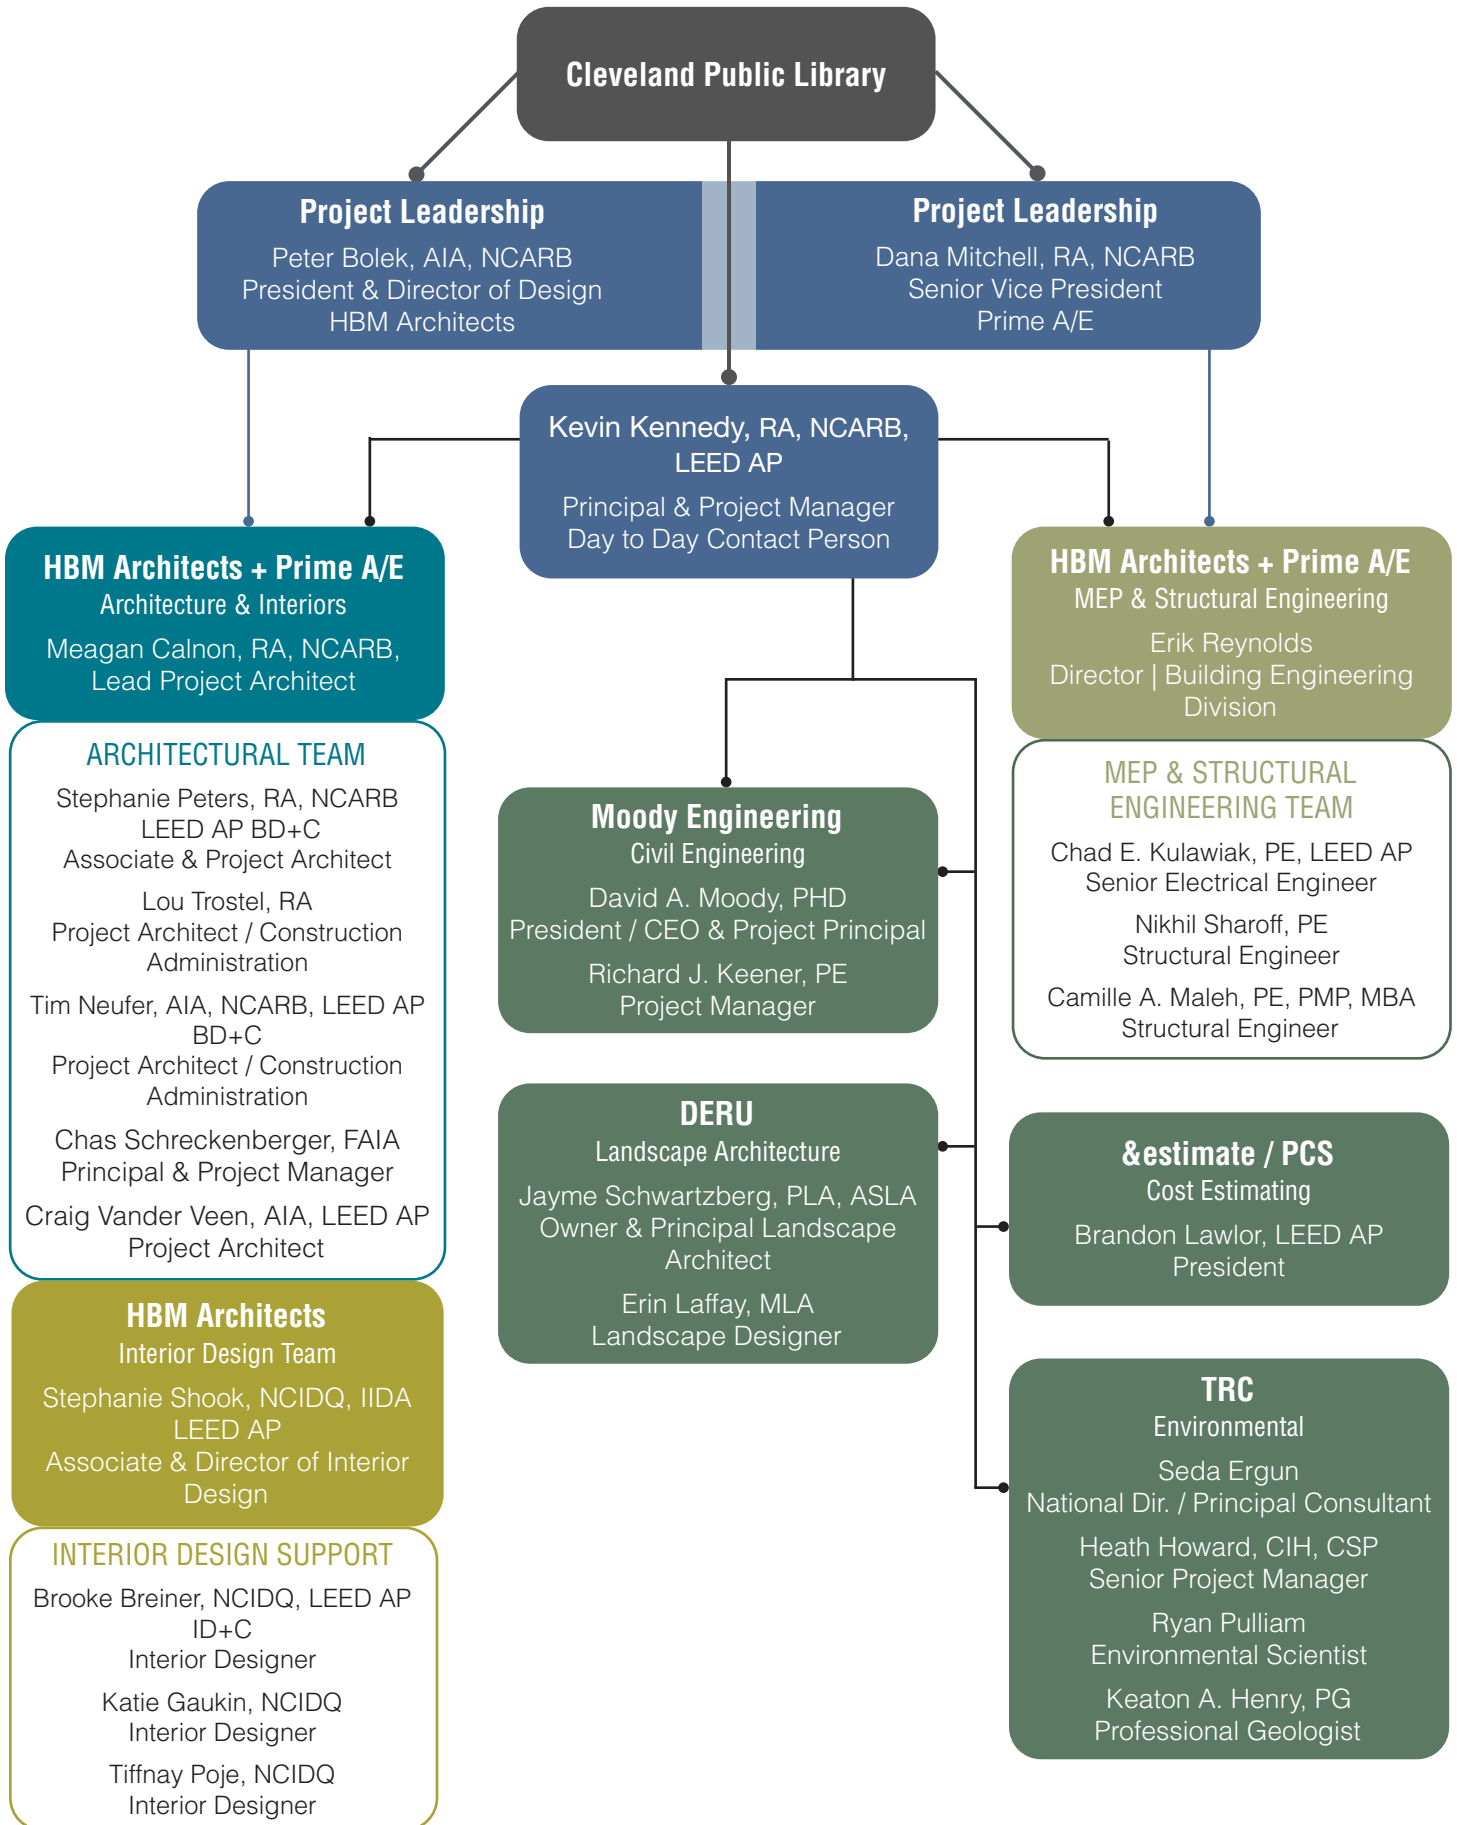 Cleveland Public Library
Project Leadership
Peter Bolek, AIA, NCARB
President & Director of Design
HBM Architects
Project Leadership
Dana Mitchell, RA, NCARB
Senior Vice President
Prime A/E
Kevin Kennedy, RA, NCARB,
LEED AP
Principal & Project Manager
Day to Day Contact Person
HBM Architects + Prime A/E
Architecture & Interiors
Meagan Calnon, RA, NCARB,
Lead Project Architect
ARCHITECTURAL TEAM
Stephanie Peters, RA, NCARB
LEED AP BD+C
Associate & Project Architect
Lou Trostel, RA
Project Architect / Construction
Administration
Tim Neufer, AIA, NCARB, LEED AP
BD+C
Project Architect / Construction
Administration
Chas Schreckenberger, FAIA
Principal & Project Manager
Craig Vander Veen, AIA, LEED AP
Project Architect
HBM Architects
Interior Design Team
Stephanie Shook, NCIDQ, IIDA
LEED AP
Associate & Director of Interior
Design
INTERIOR DESIGN SUPPORT
Brooke Breiner, NCIDQ, LEED AP
ID+C
Interior Designer
Katie Gaukin, NCIDQ
Interior Designer
Tiffnay Poje, NCIDQ
Interior Designer
Moody Engineering
Civil Engineering
David A. Moody, PHD
President / CEO & Project Principal
Richard J. Keener, PE
Project Manager
DERU
Landscape Architecture
Jayme Schwartzberg, PLA, ASLA
Owner & Principal Landscape
Architect
Erin Laffay, MLA
Landscape Designer
HBM Architects + Prime A/E
MEP & Structural Engineering
Erik Reynolds
Director | Building Engineering
Division
MEP & STRUCTURAL
ENGINEERING TEAM
Chad E. Kulawiak, PE, LEED AP
Senior Electrical Engineer
Nikhil Sharoff, PE
Structural Engineer
Camille A. Maleh, PE, PMP, MBA
Structural Engineer
&estimate / PCS
Cost Estimating
Brandon Lawlor, LEED AP
President
TRC
Environmental
Seda Ergun
National Dir. / Principal Consultant
Heath Howard, CIH, CSP
Senior Project Manager
Ryan Pulliam
Environmental Scientist
Keaton A. Henry, PG
Professional Geologist